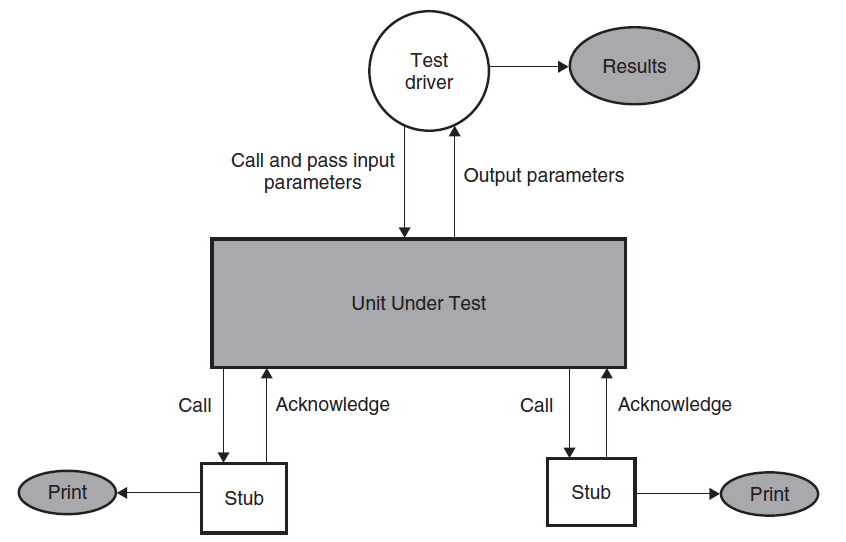 Test
driver
Results
Call and pass input
parameters
Output parameters
Unit Under Test
Call
Acknowledge
Call
Acknowledge
Print
Stub
Stub
Print